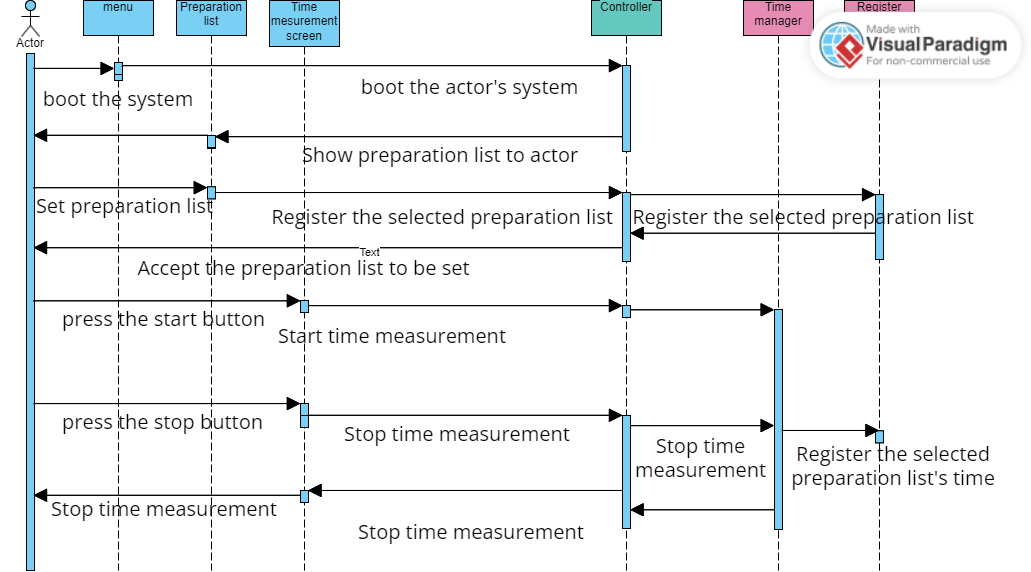 menu
Preparation
list
Time
mesurement
screen
Controller
Time
manager
Register
Made with
Visual Paradigm
For non-commercial use
Actor
boot the system
boot the actor's system
Show preparation list to actor
Set preparation list
Register the selected preparation list
Register the selected preparation list
Text
Accept the preparation list to be set
press the start button
Start time measurement
press the stop button
Stop time measurement
Stop time
measurement
Register the selected
preparation list's time
Stop time measurement
Stop time measurement